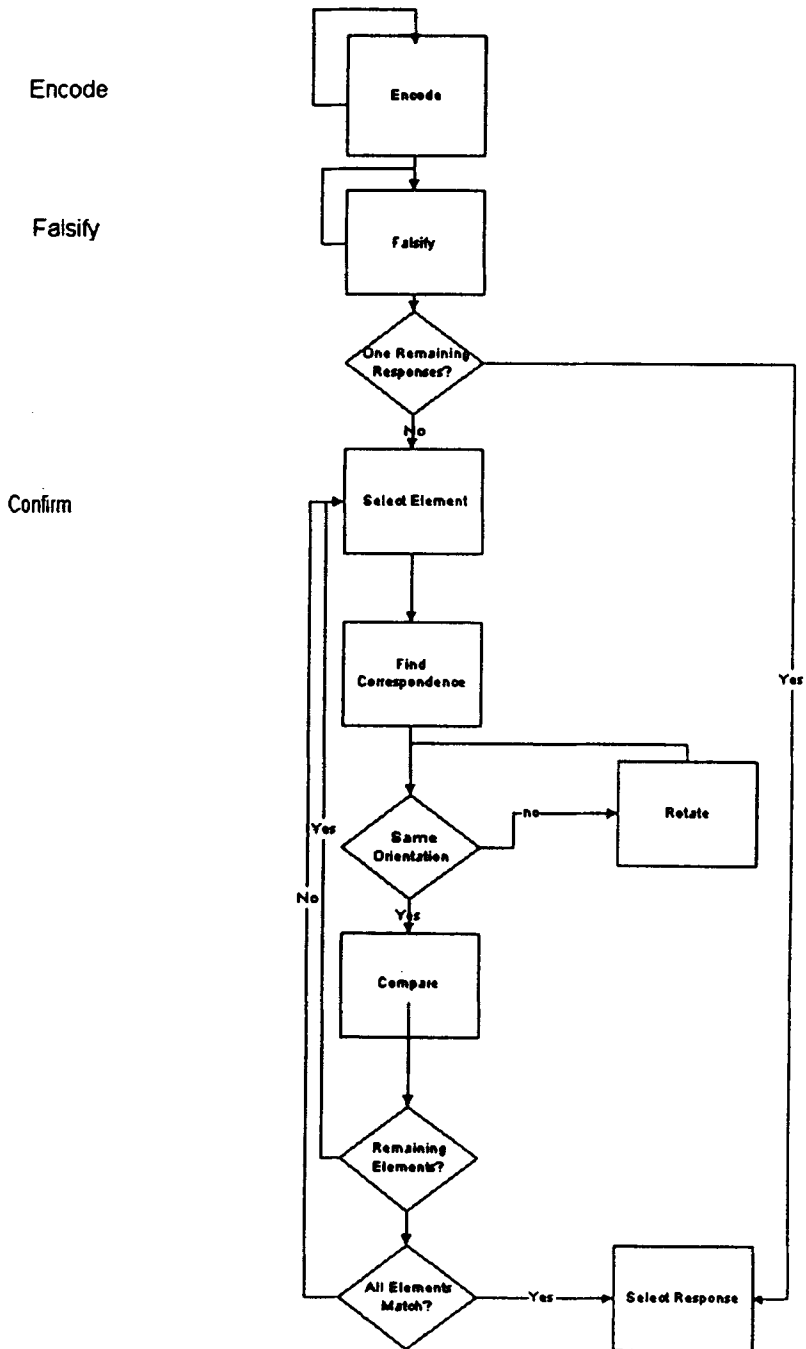 Encode
Encode
Falsify
Falsify
One Remaining
Responses?
No
Confirm
Select Element
Find
Correspondence
Yes
Same
Orientation
no
Rotate
Yes
No
Yes
Compare
Remaining
Elements?
All Elements
Match?
Yes
Select Response